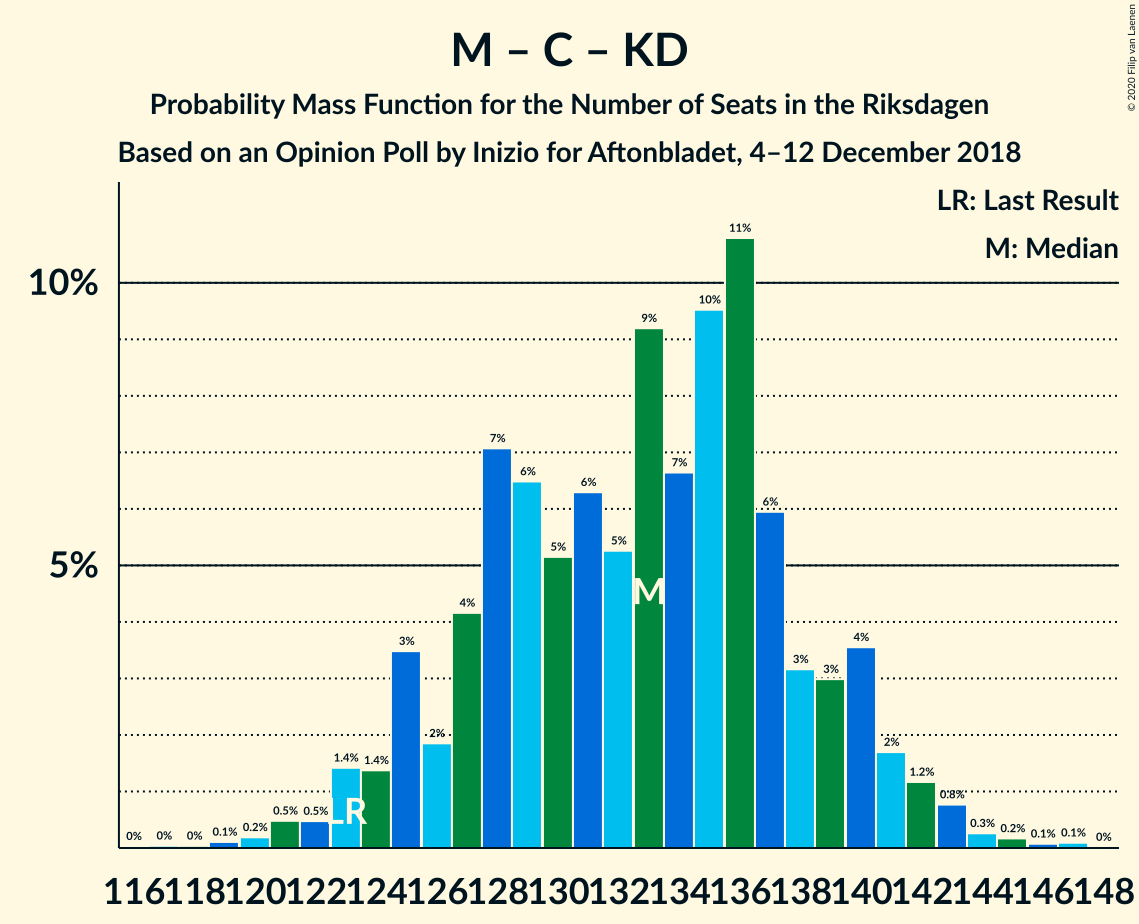 M – C – KD
Probability Mass Function for the Number of Seats in the Riksdagen
Based on an Opinion Poll by Inizio for Aftonbladet, 4–12 December 2018
© 2020 Filip van Laenen
LR: Last Result
M: Median
10%
5%
0% 0% 0% 0.1% 0.2% 0.5% 0.5% 1.4% 1.4% 3% 2% 4% 7% 6% 5% 6% 5% 9% 7% 10% 11% 6% 3% 3% 4% 2% 1.2% 0.8% 0.3% 0.2% 0.1% 0.1% 0%
LR
M
116 118 120 122 124 126 128 130 132 134 136 138 140 142 144 146 148